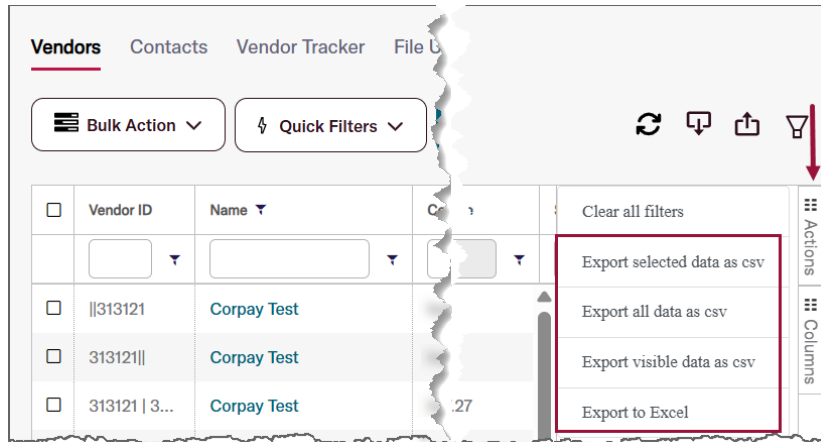 Vendors Contacts Vendor Tracker File U
Bulk Action Quick Filters
Vendor ID Name
Clear all filters
Actions
Export selected data as csv
||313121 Corpay Test
Export all data as csv
Columns
313121|| Corpay Test
Export visible data as csv
313121 | 3... Corpay Test .27
Export to Excel